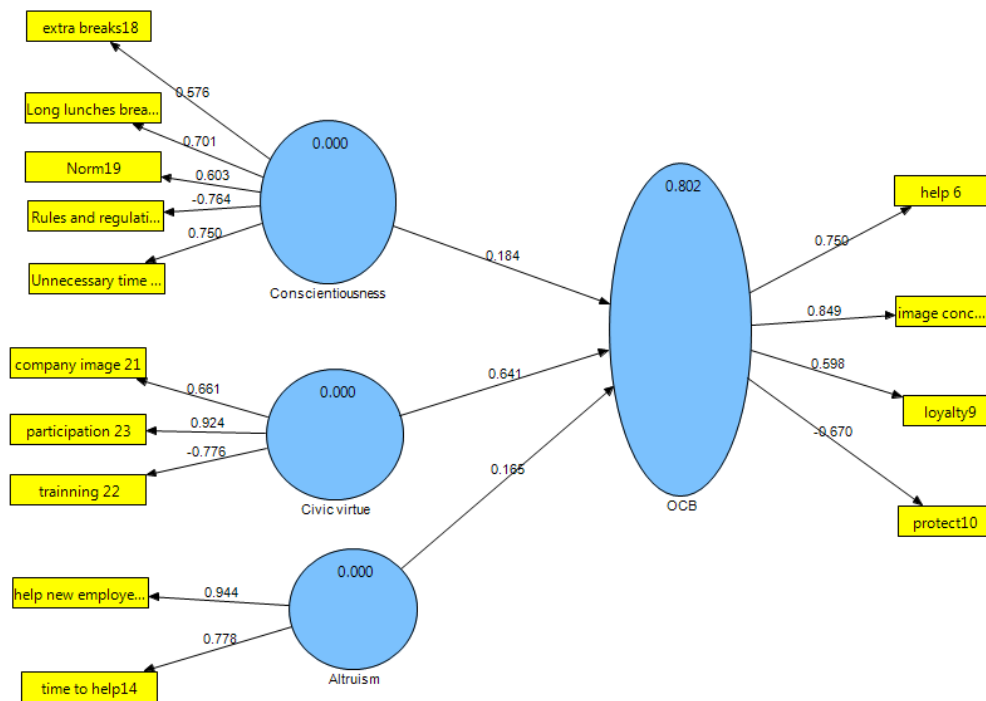 extra breaks18
0.576
Long lunches brea...
0.701
Norm19
0.603
Rules and regulati...
-0.764
Unnecessary time ...
0.750
0.000
Conscientiousness
0.184
company image 21
0.661
participation 23
0.924
trainning 22
-0.776
0.000
Civic virtue
0.641
help new employe...
0.944
time to help14
0.778
0.000
Altruism
0.165
0.802
OCB
help 6
0.750
image conc...
0.849
loyalty9
0.598
protect10
-0.670